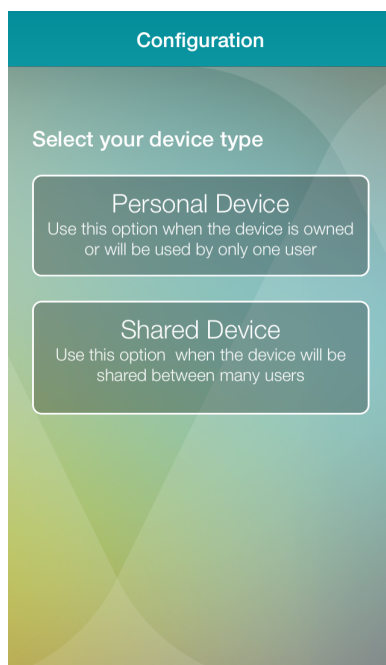 Configuration
Select your device type
Personal Device
Use this option when the device is owned
or will be used by only one user
Shared Device
Use this option  when the device will be
shared between many users